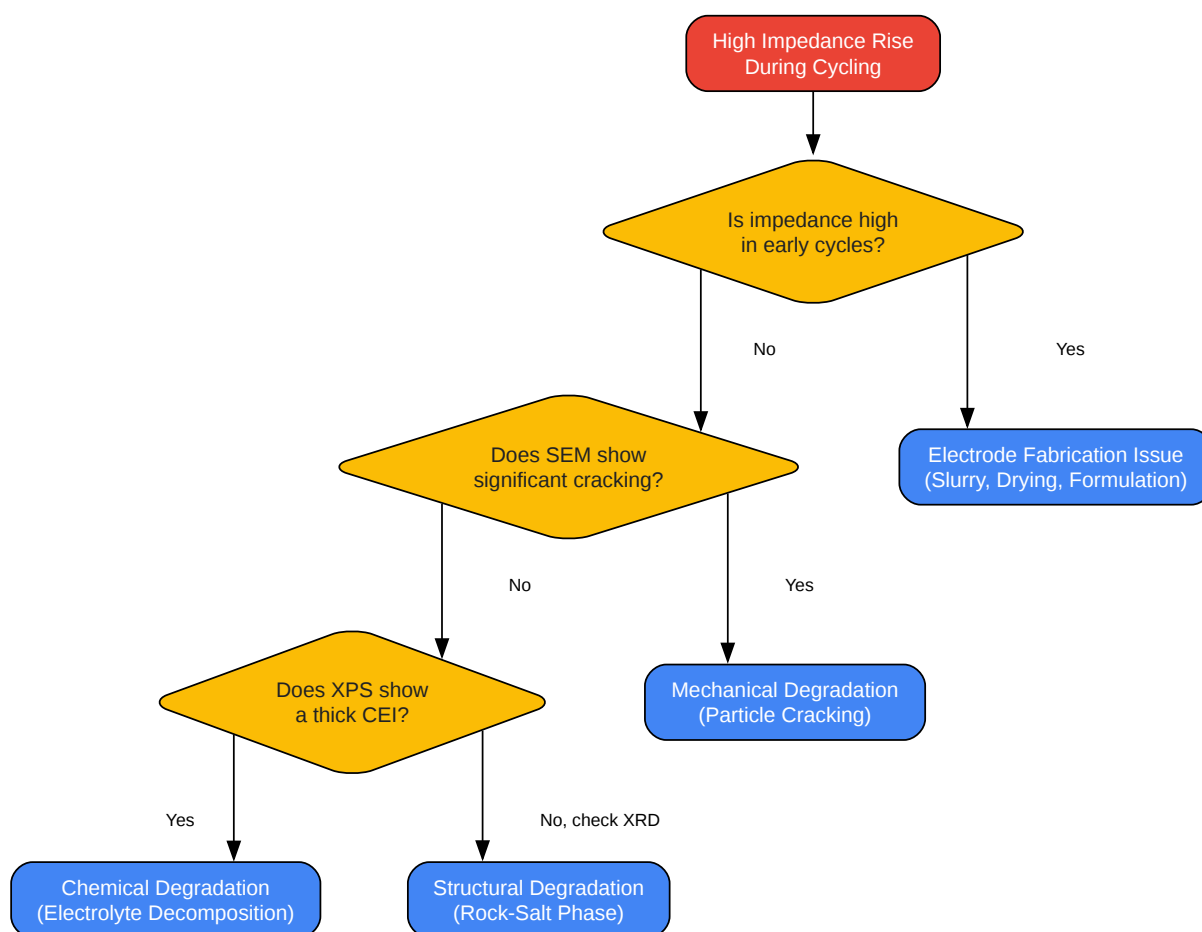 High Impedance Rise
During Cycling
Is impedance high
in early cycles?
No
Yes
Does SEM show
significant cracking?
Electrode Fabrication Issue
(Slurry, Drying, Formulation)
No
Yes
Does XPS show
a thick CEI?
Mechanical Degradation
(Particle Cracking)
Yes
No, check XRD
Chemical Degradation
(Electrolyte Decomposition)
Structural Degradation
(Rock-Salt Phase)